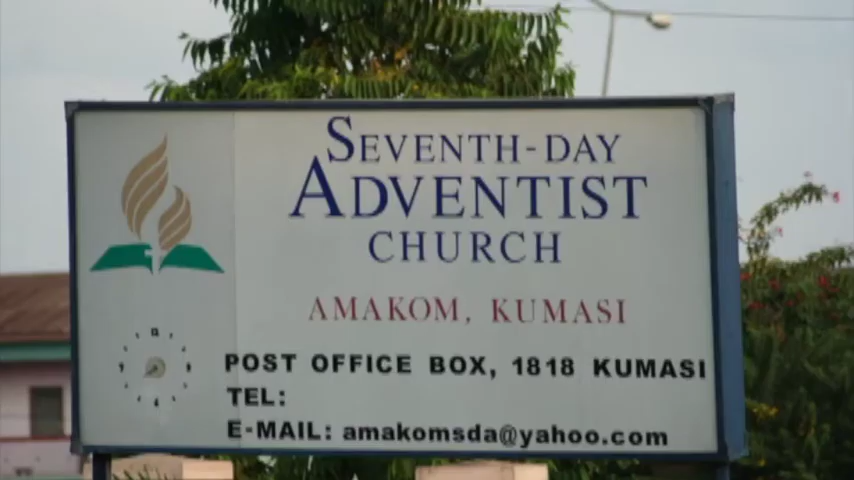 SEVENTH-DAY
ADVENTIST
CHURCH
AMAKOM, KUMASI
POST OFFICE BOX, 1818 KUMASI
TEL:
E-MAIL: amakomsda@yahoo.com